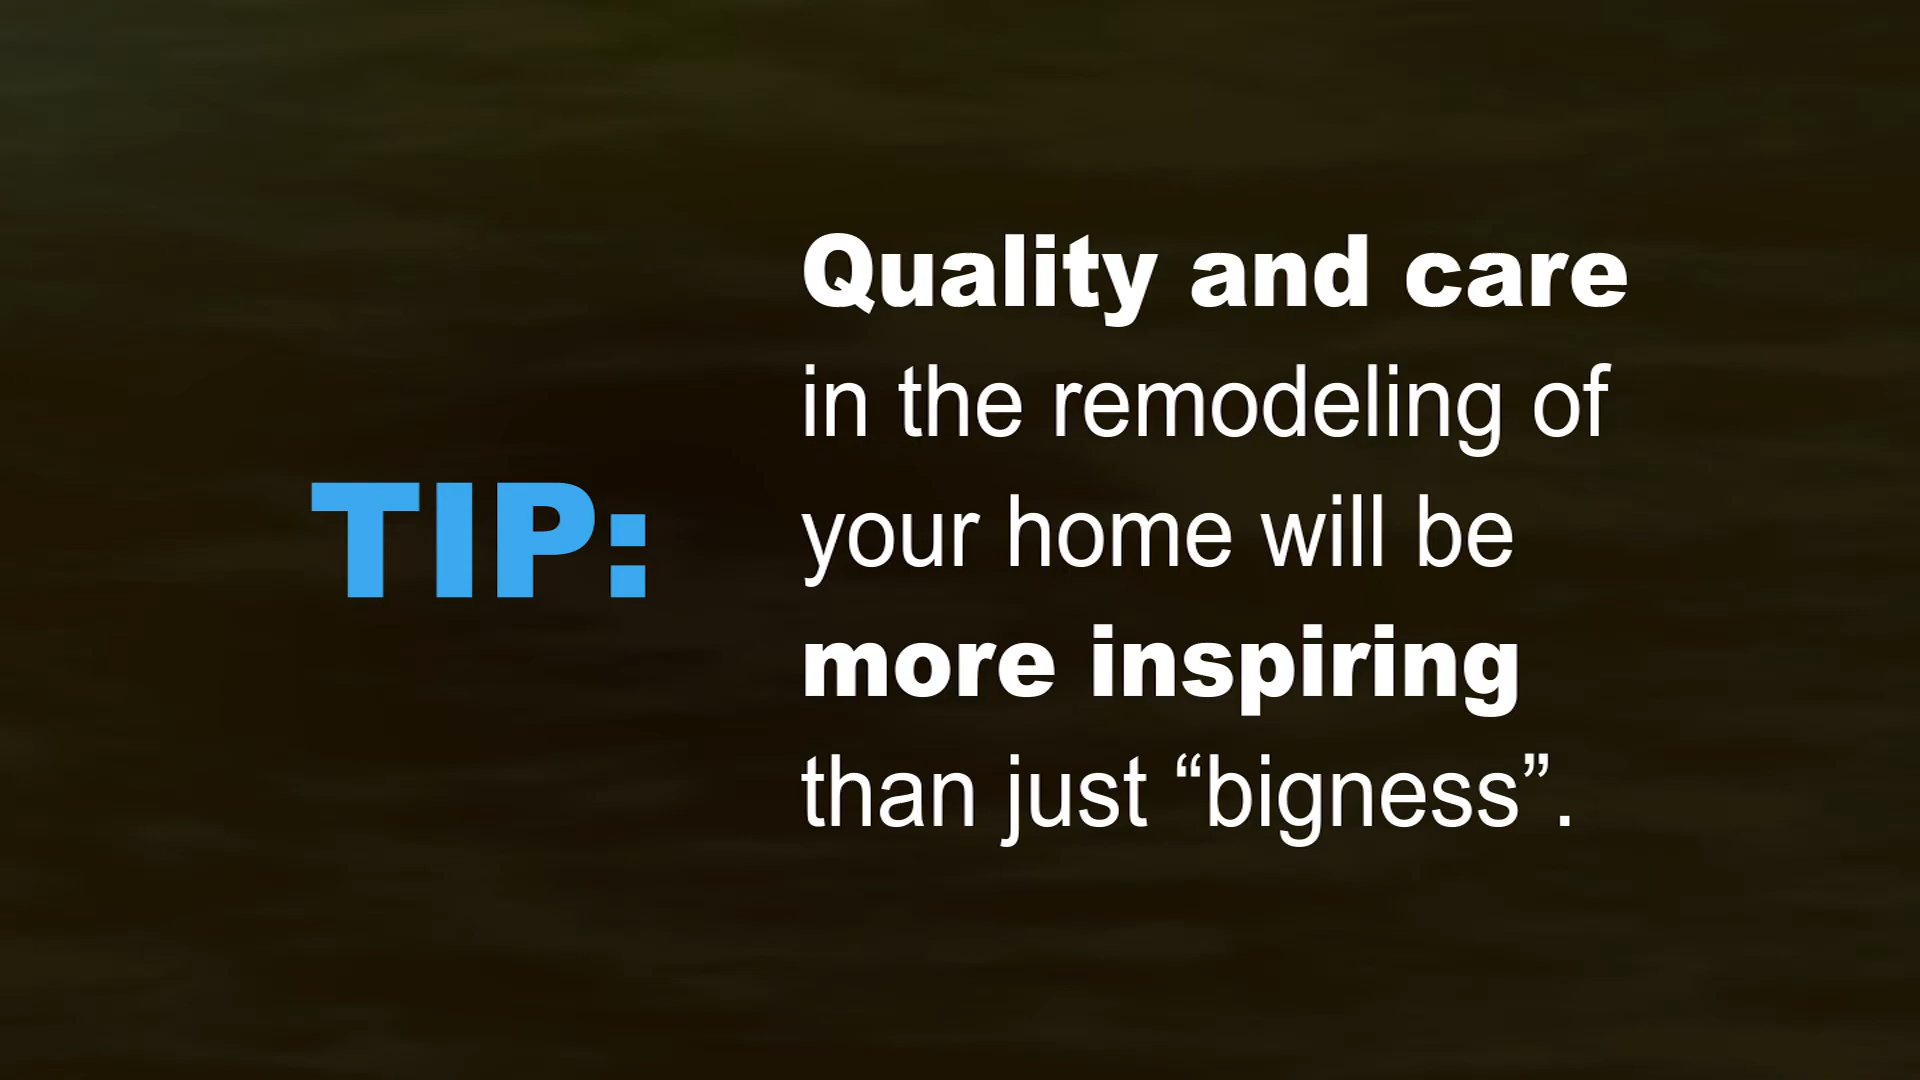 TIP:
Quality and care
in the remodeling of
your home will be
more inspiring
than just “bigness”.